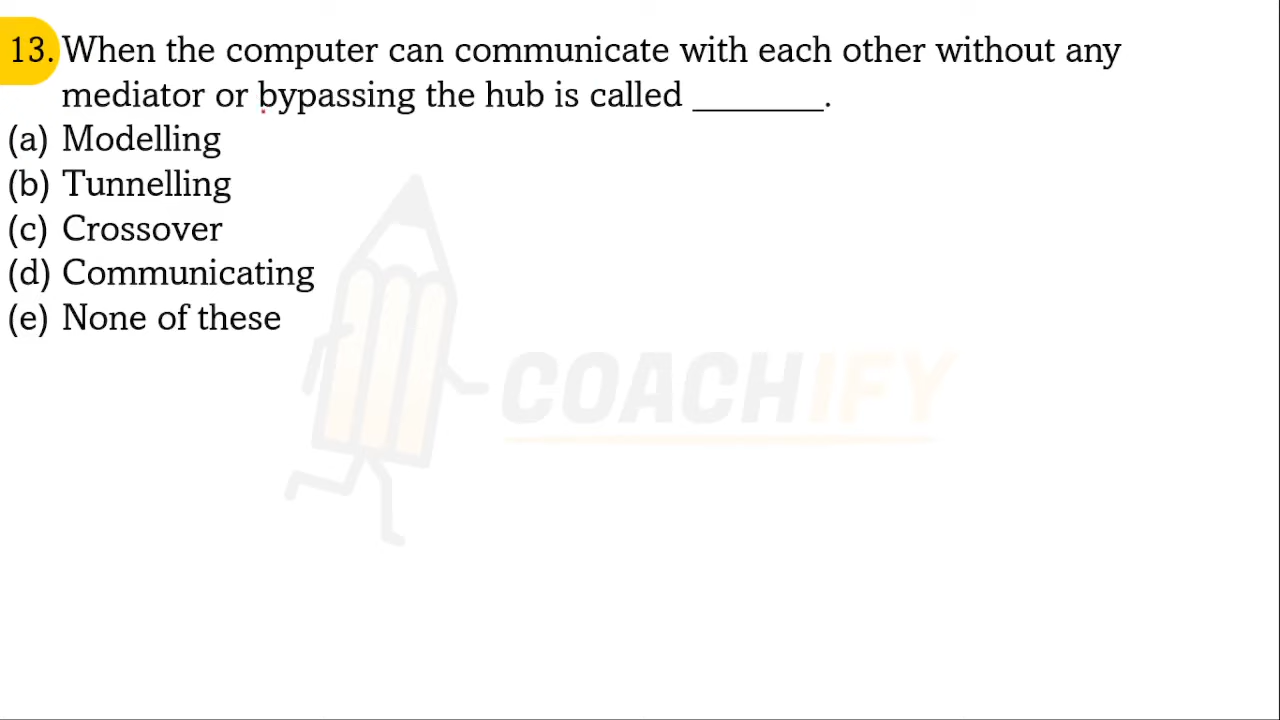 13. When the computer can communicate with each other without any
mediator or bypassing the hub is called _______.
(a) Modelling
(b) Tunnelling
(c) Crossover
(d) Communicating
(e) None of these
COACHIFY